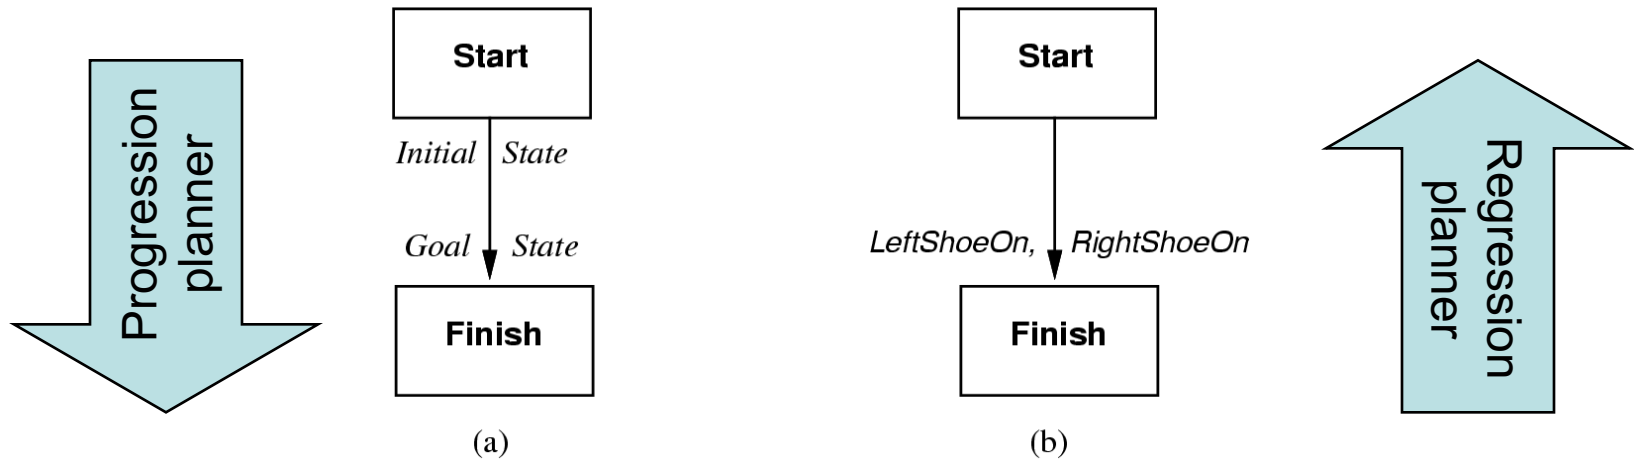 Progression
planner
Start
Initial State
Goal State
Finish
(a)
Start
LeftShoeOn, RightShoeOn
Finish
(b)
Regression
planner